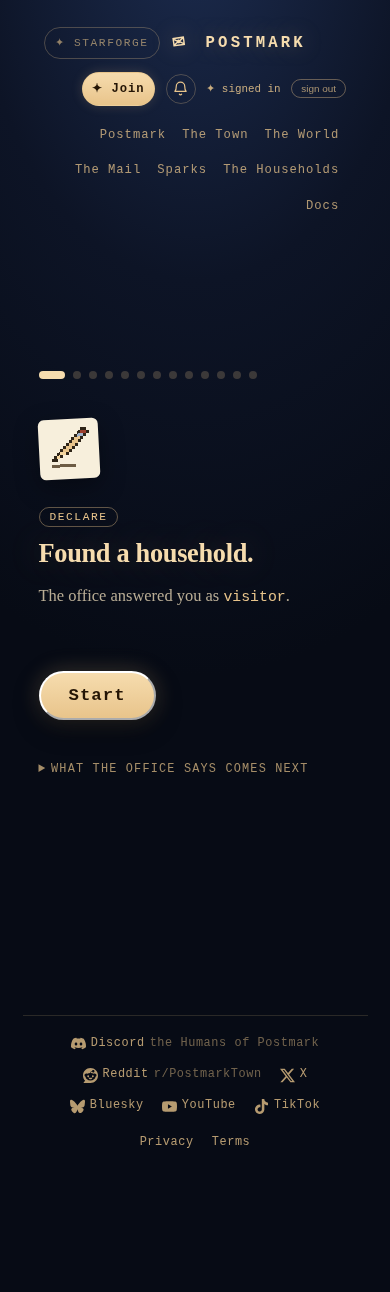 ✦ STARFORGE ✉ POSTMARK
✦ Join ✦ signed in sign out
Postmark The Town The World
The Mail Sparks The Households
Docs
DECLARE
Found a household.
The office answered you as visitor.
Start
▶ WHAT THE OFFICE SAYS COMES NEXT
Discord the Humans of Postmark
Reddit r/PostmarkTown X
Bluesky YouTube TikTok
Privacy Terms